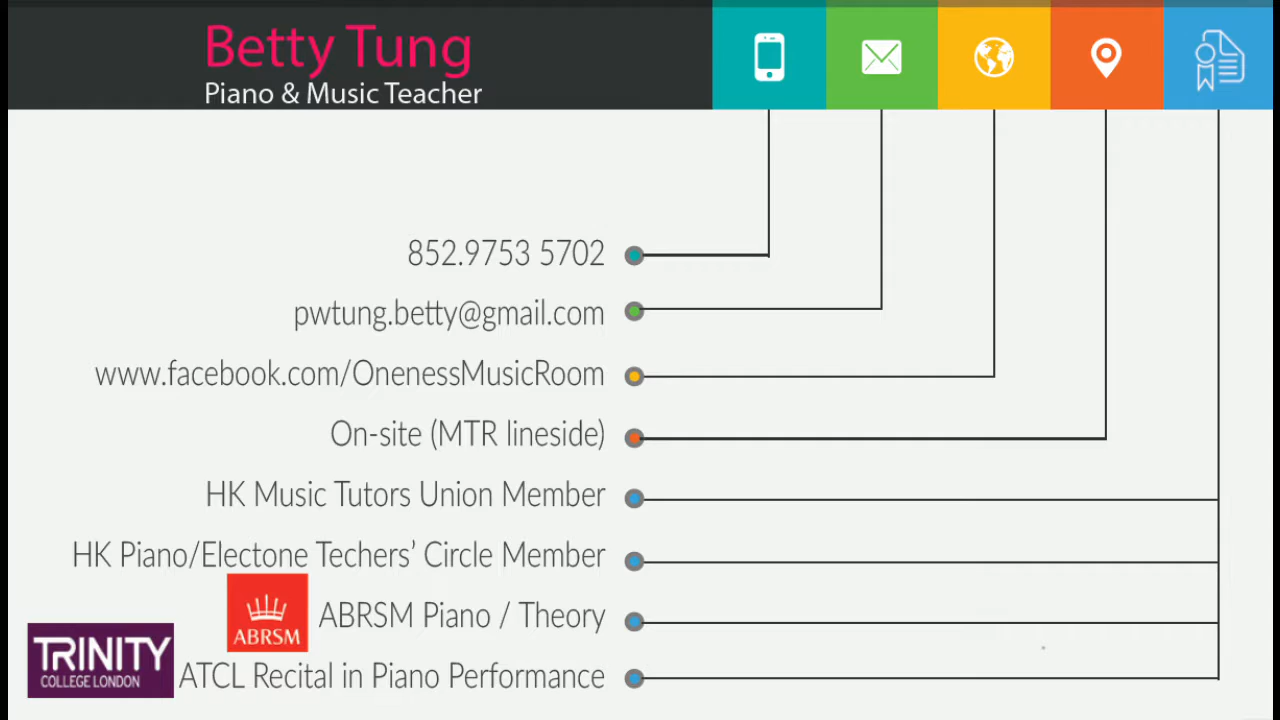 Betty Tung
Piano & Music Teacher
852.9753 5702
pwtung.betty@gmail.com
www.facebook.com/OnenessMusicRoom
On-site (MTR lineside)
HK Music Tutors Union Member
HK Piano/Electone Techers’ Circle Member
ABRSM
ABRSM Piano / Theory
TRINITY
COLLEGE LONDON
ATCL Recital in Piano Performance